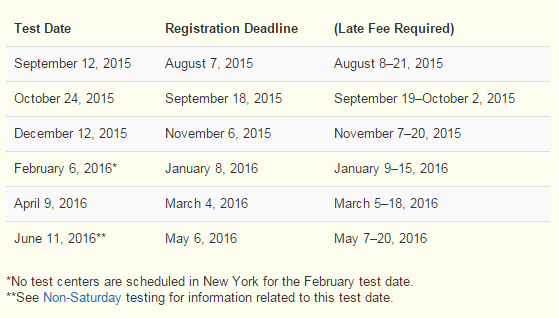 Test Date Registration Deadline (Late Fee Required)
September 12, 2015 August 7, 2015 August 8–21, 2015
October 24, 2015 September 18, 2015 September 19–October 2, 2015
December 12, 2015 November 6, 2015 November 7–20, 2015
February 6, 2016* January 8, 2016 January 9–15, 2016
April 9, 2016 March 4, 2016 March 5–18, 2016
June 11, 2016** May 6, 2016 May 7–20, 2016
*No test centers are scheduled in New York for the February test date.
**See Non-Saturday testing for information related to this test date.